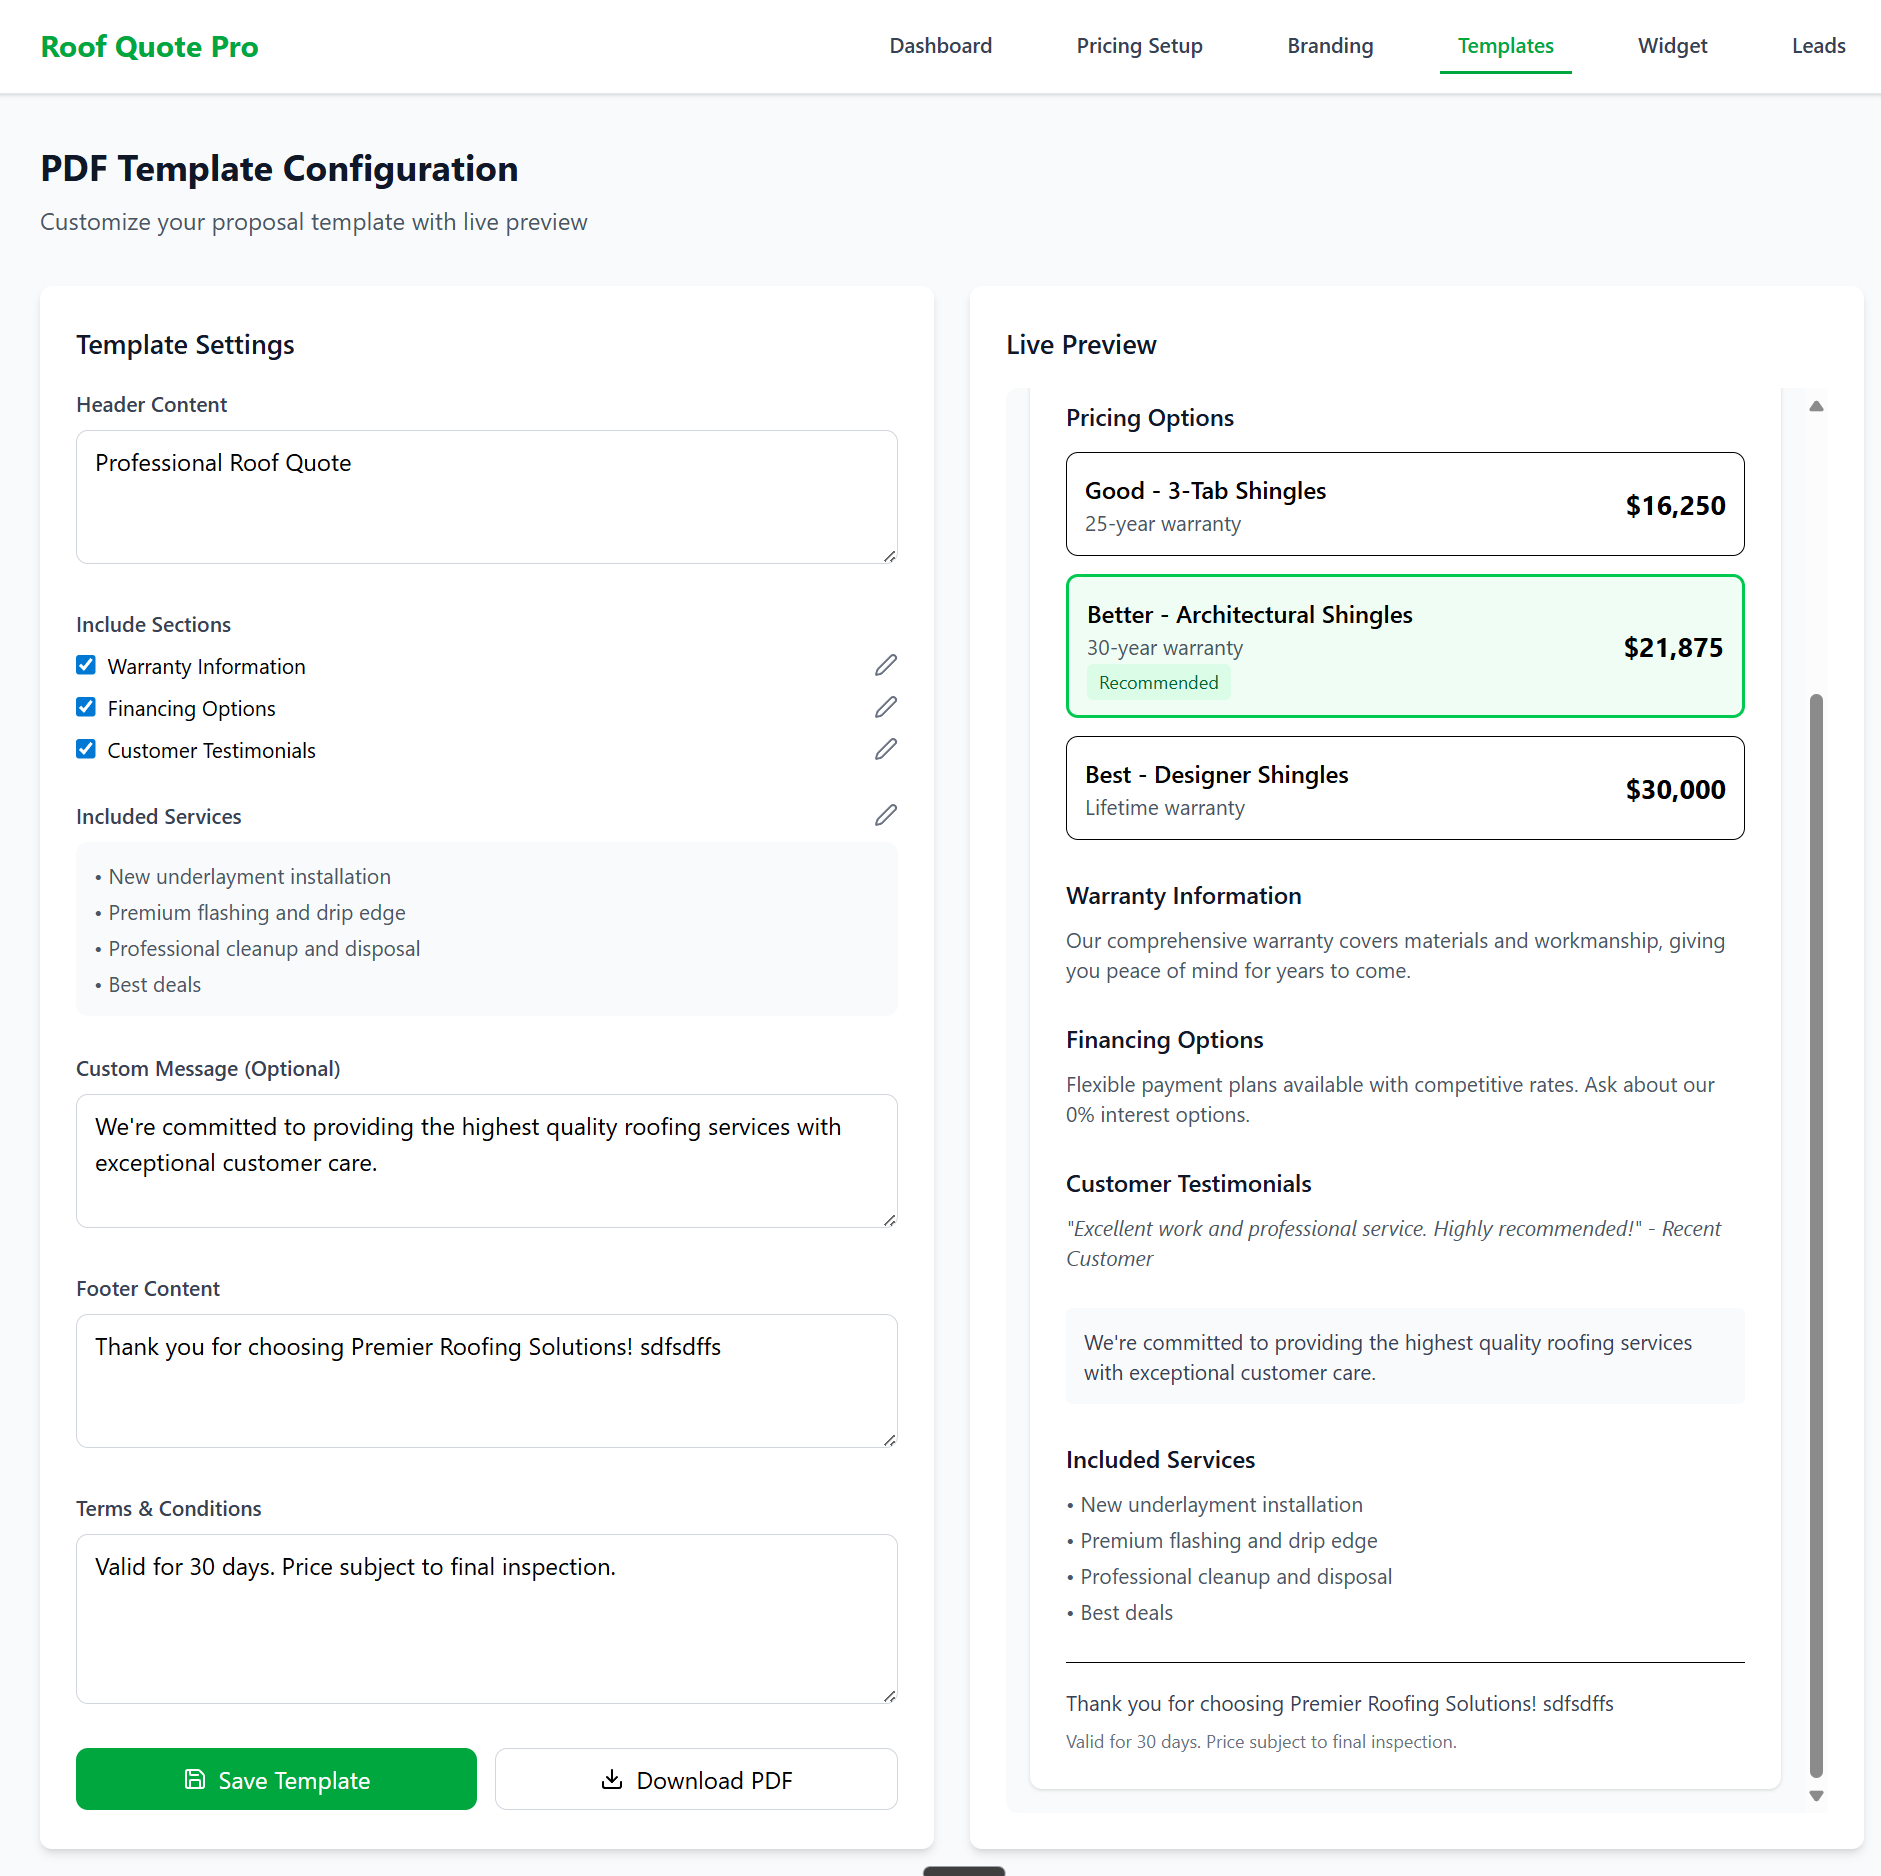 Roof Quote Pro
Dashboard
Pricing Setup
Branding
Templates
Widget
Leads
PDF Template Configuration
Customize your proposal template with live preview
Template Settings
Header Content
Professional Roof Quote
Include Sections
Warranty Information
Financing Options
Customer Testimonials
Included Services
• New underlayment installation
• Premium flashing and drip edge
• Professional cleanup and disposal
• Best deals
Custom Message (Optional)
We're committed to providing the highest quality roofing services with
exceptional customer care.
Footer Content
Thank you for choosing Premier Roofing Solutions! sdfsdffs
Terms & Conditions
Valid for 30 days. Price subject to final inspection.
Save Template
Download PDF
Live Preview
Pricing Options
Good - 3-Tab Shingles
25-year warranty
$16,250
Better - Architectural Shingles
30-year warranty
Recommended
$21,875
Best - Designer Shingles
Lifetime warranty
$30,000
Warranty Information
Our comprehensive warranty covers materials and workmanship, giving
you peace of mind for years to come.
Financing Options
Flexible payment plans available with competitive rates. Ask about our
0% interest options.
Customer Testimonials
"Excellent work and professional service. Highly recommended!" - Recent
Customer
We're committed to providing the highest quality roofing services
with exceptional customer care.
Included Services
• New underlayment installation
• Premium flashing and drip edge
• Professional cleanup and disposal
• Best deals
Thank you for choosing Premier Roofing Solutions! sdfsdffs
Valid for 30 days. Price subject to final inspection.